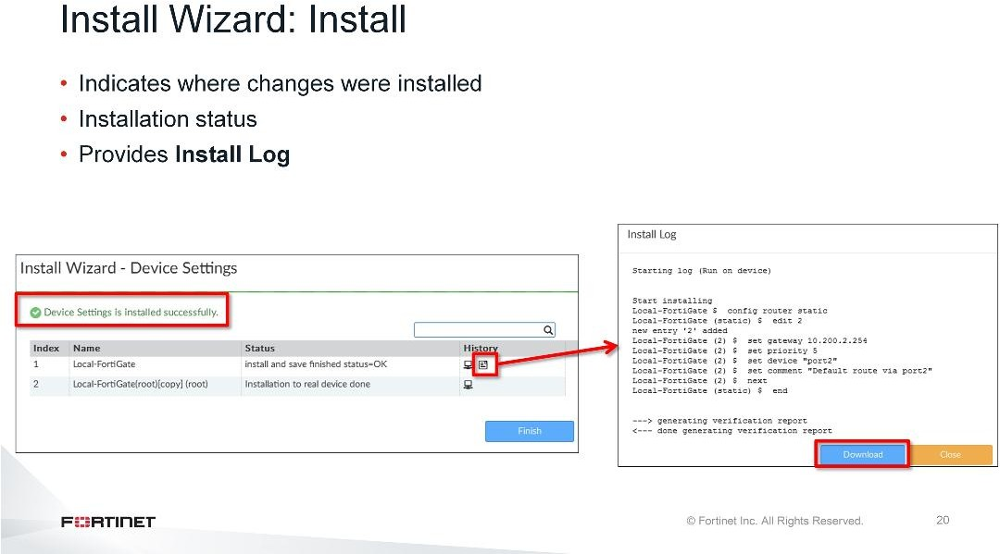 Install Wizard: Install
• Indicates where changes were installed
• Installation status
• Provides Install Log
Install Wizard - Device Settings
Device Settings is installed successfully.
Index Name Status History
1 Local-FortiGate install and save finished status=OK
2 Local-FortiGate(root)[copy] (root) Installation to real device done
Finish
Install Log
Starting log (Run on device)
Start installing
Local-FortiGate $ config router static
Local-FortiGate (static) $ edit 2
new entry '2' added
Local-FortiGate (2) $ set gateway 10.200.2.254
Local-FortiGate (2) $ set priority 5
Local-FortiGate (2) $ set device "port2"
Local-FortiGate (2) $ set comment "Default route via port2"
Local-FortiGate (2) $ next
Local-FortiGate (static) $ end
---> generating verification report
<--- done generating verification report
Download Close
FORTINET
© Fortinet Inc. All Rights Reserved.
20